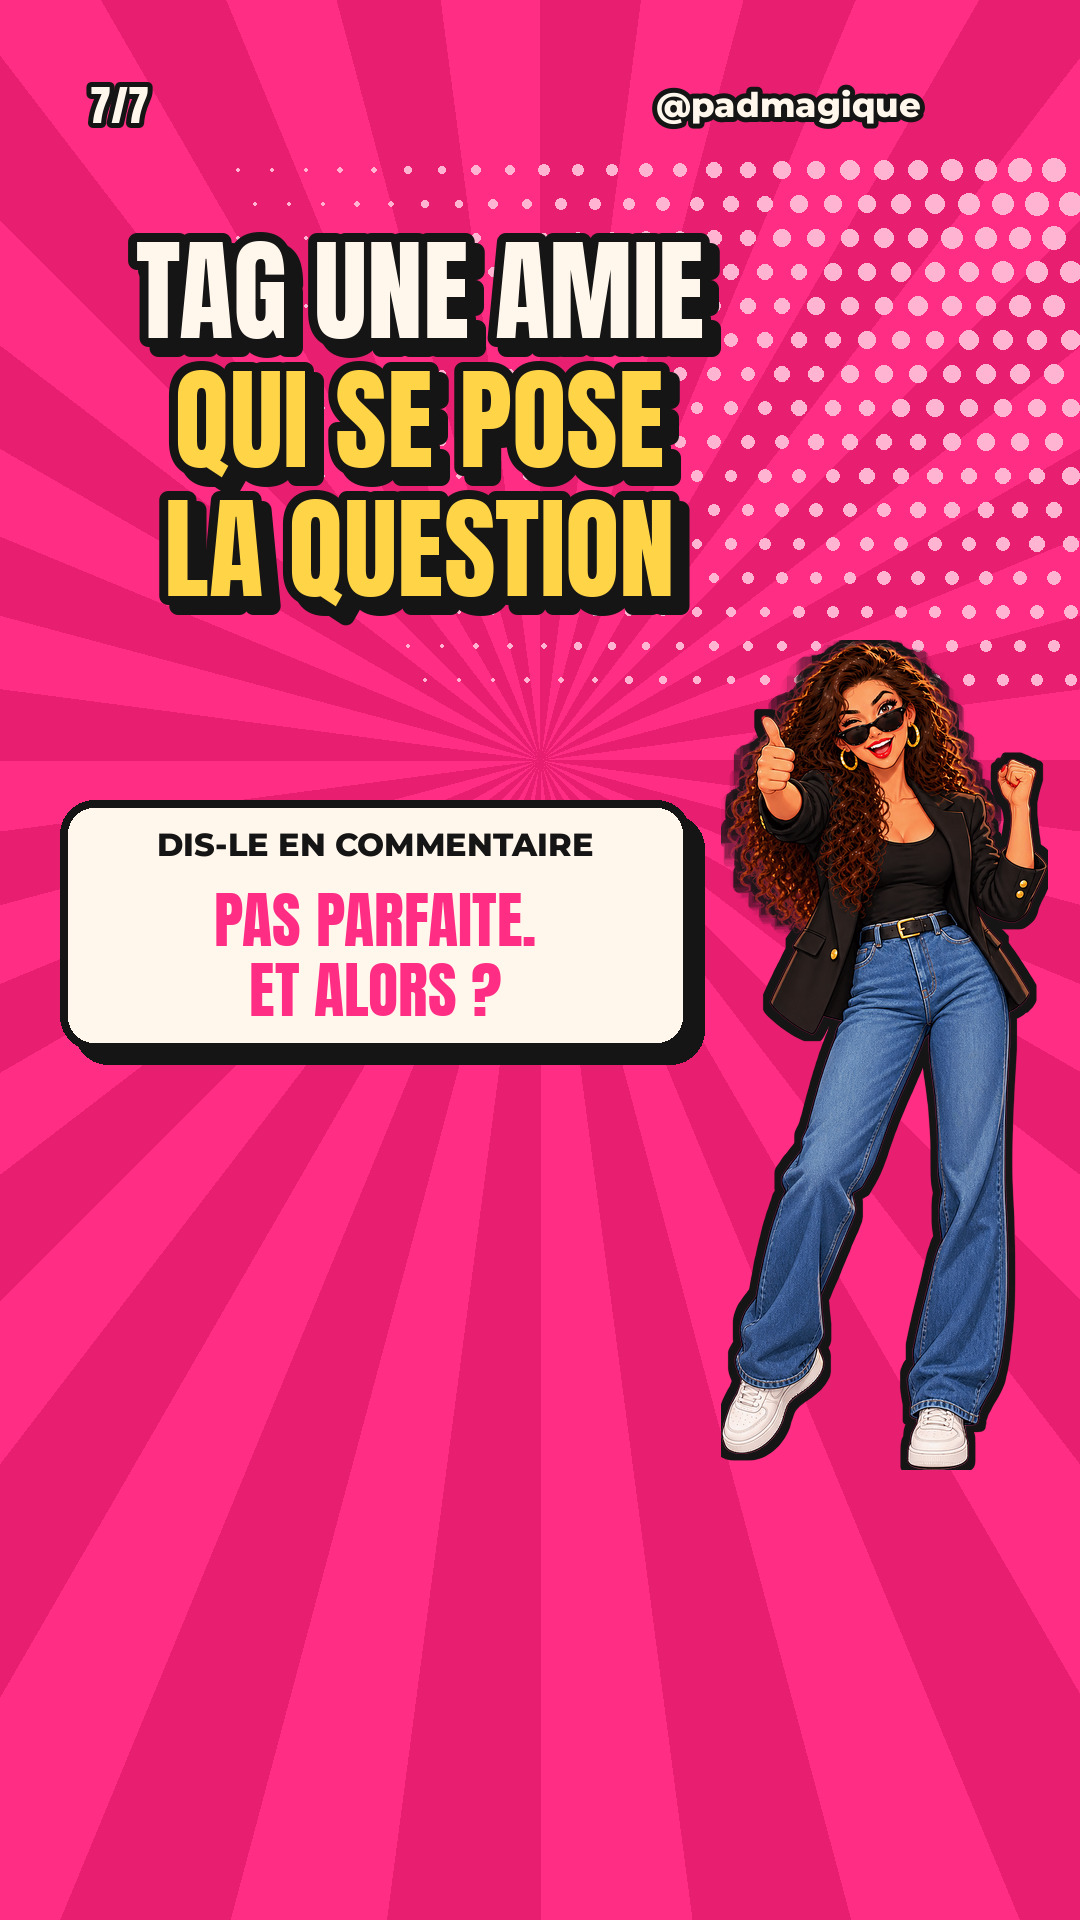 7/7
@padmagique
TAG UNE AMIE
QUI SE POSE
LA QUESTION
DIS-LE EN COMMENTAIRE
PAS PARFAITE.
ET ALORS ?